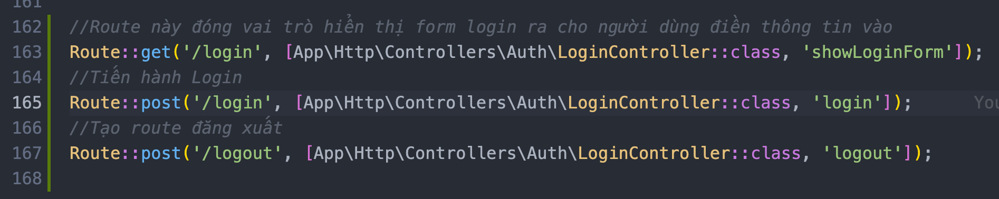 161
162 //Route này đóng vai trò hiển thị form login ra cho người dùng điền thông tin vào
163 Route::get('/login', [App\Http\Controllers\Auth\LoginController::class, 'showLoginForm']);
164 //Tiến hành Login
165 Route::post('/login', [App\Http\Controllers\Auth\LoginController::class, 'login']); You
166 //Tạo route đăng xuất
167 Route::post('/logout', [App\Http\Controllers\Auth\LoginController::class, 'logout']);
168